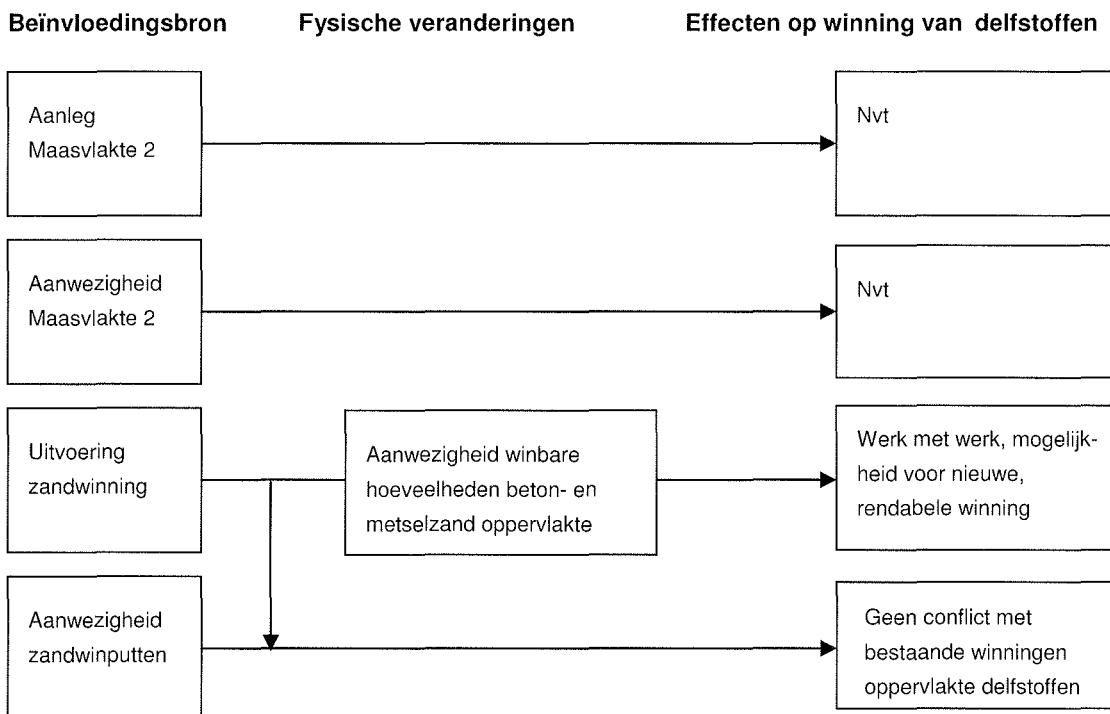 Beïnvloedingsbron Fysische veranderingen Effecten op winning van delfstoffen
Aanleg
Maasvlakte 2
Nvt
Aanwezigheid
Maasvlakte 2
Nvt
Uitvoering
zandwinning
Aanwezigheid winbare
hoeveelheden beton- en
metselzand oppervlakte
Werk met werk, mogelijk-
heid voor nieuwe,
rendabele winning
Aanwezigheid
zandwinputten
Geen conflict met
bestaande winningen
oppervlakte delfstoffen